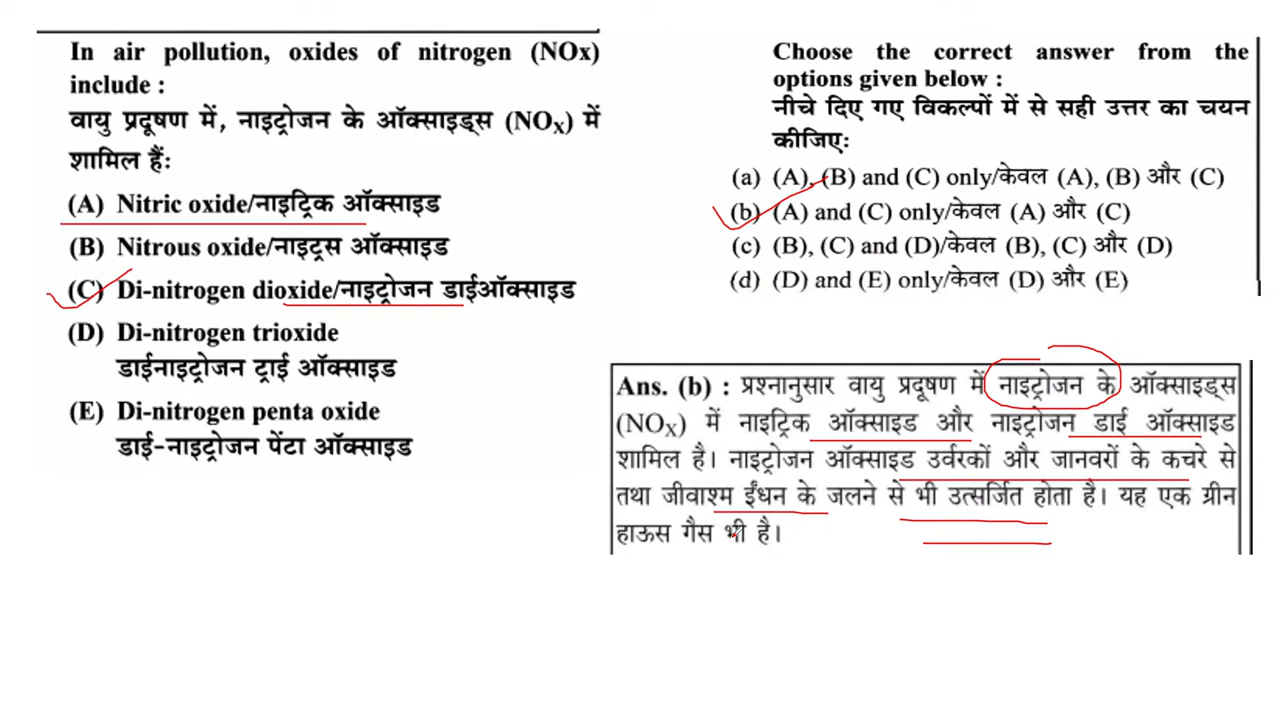 In air pollution, oxides of nitrogen (NOx)
include :
वायु प्रदूषण में, नाइट्रोजन के ऑक्साइड्स (NOX) में
शामिल हैंः
(A) Nitric oxide/नाइट्रिक ऑक्साइड
(B) Nitrous oxide/नाइट्रस ऑक्साइड
(C) Di-nitrogen dioxide/नाइट्रोजन डाईऑक्साइड
(D) Di-nitrogen trioxide
डाईनाइट्रोजन ट्राई ऑक्साइड
(E) Di-nitrogen penta oxide
डाई-नाइट्रोजन पेंटा ऑक्साइड
Choose the correct answer from the
options given below :
नीचे दिए गए विकल्पों में से सही उत्तर का चयन
कीजिएः
(a) (A), (B) and (C) only/केवल (A), (B) और (C)
(b) (A) and (C) only/केवल (A) और (C)
(c) (B), (C) and (D)/केवल (B), (C) और (D)
(d) (D) and (E) only/केवल (D) और (E)
Ans. (b) : प्रश्नानुसार वायु प्रदूषण में नाइट्रोजन के ऑक्साइड्स
(NOX) में नाइट्रिक ऑक्साइड और नाइट्रोजन डाई ऑक्साइड
शामिल है। नाइट्रोजन ऑक्साइड उर्वरकों और जानवरों के कचरे से
तथा जीवाश्म ईंधन के जलने से भी उत्सर्जित होता है। यह एक ग्रीन
हाऊस गैस भी है।